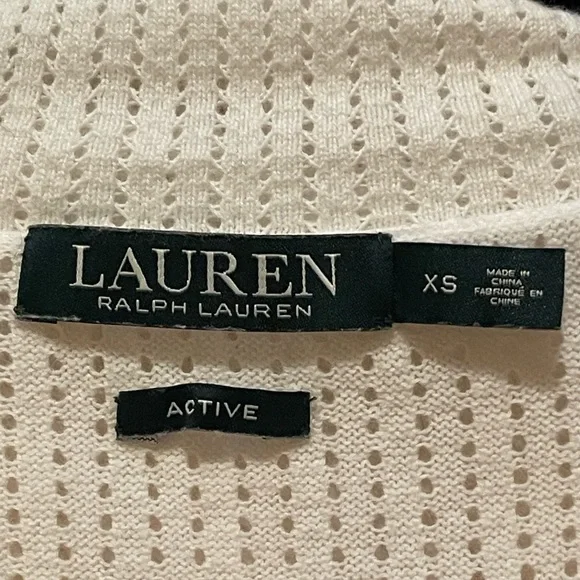 LAUREN
RALPH LAUREN
XS
MADE IN
CHINA
FABRIQUÉ EN
CHINE
ACTIVE